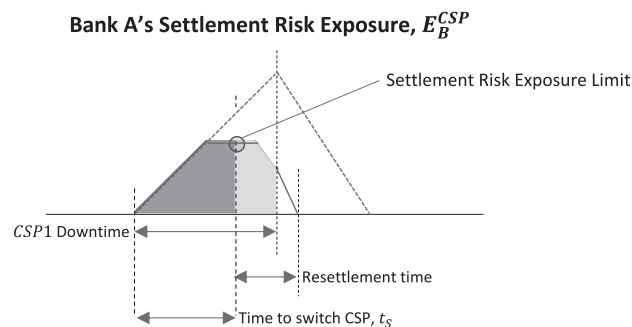 Bank A's Settlement Risk Exposure, $E_B^{CSP}$
Settlement Risk Exposure Limit
CSP1 Downtime
Resettlement time
Time to switch CSP, $t_S$